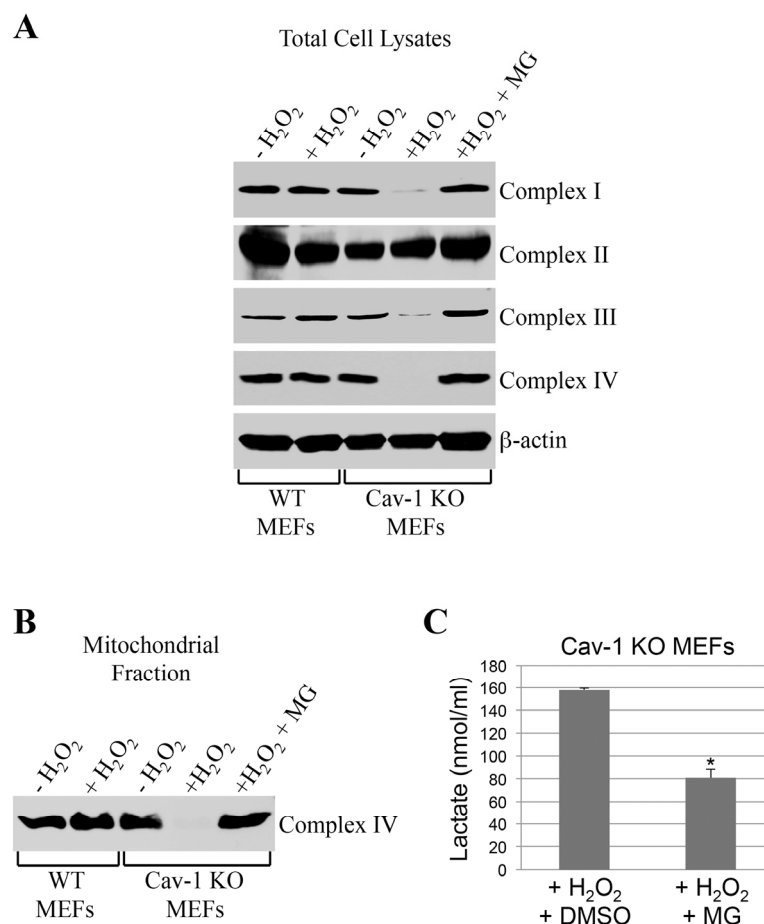 A
Total Cell Lysates
- H₂O₂
+ H₂O₂
- H₂O₂
+H₂O₂
+H₂O₂ + MG
Complex I
Complex II
Complex III
Complex IV
β-actin
WT
MEFs
Cav-1 KO
MEFs
B
Mitochondrial
Fraction
- H₂O₂
+ H₂O₂
- H₂O₂
+H₂O₂
+H₂O₂ + MG
Complex IV
WT
MEFs
Cav-1 KO
MEFs
C
Cav-1 KO MEFs
Lactate (nmol/ml)
180
160
140
120
100
80
60
40
20
0
*
+ H₂O₂
+ DMSO
+ H₂O₂
+ MG